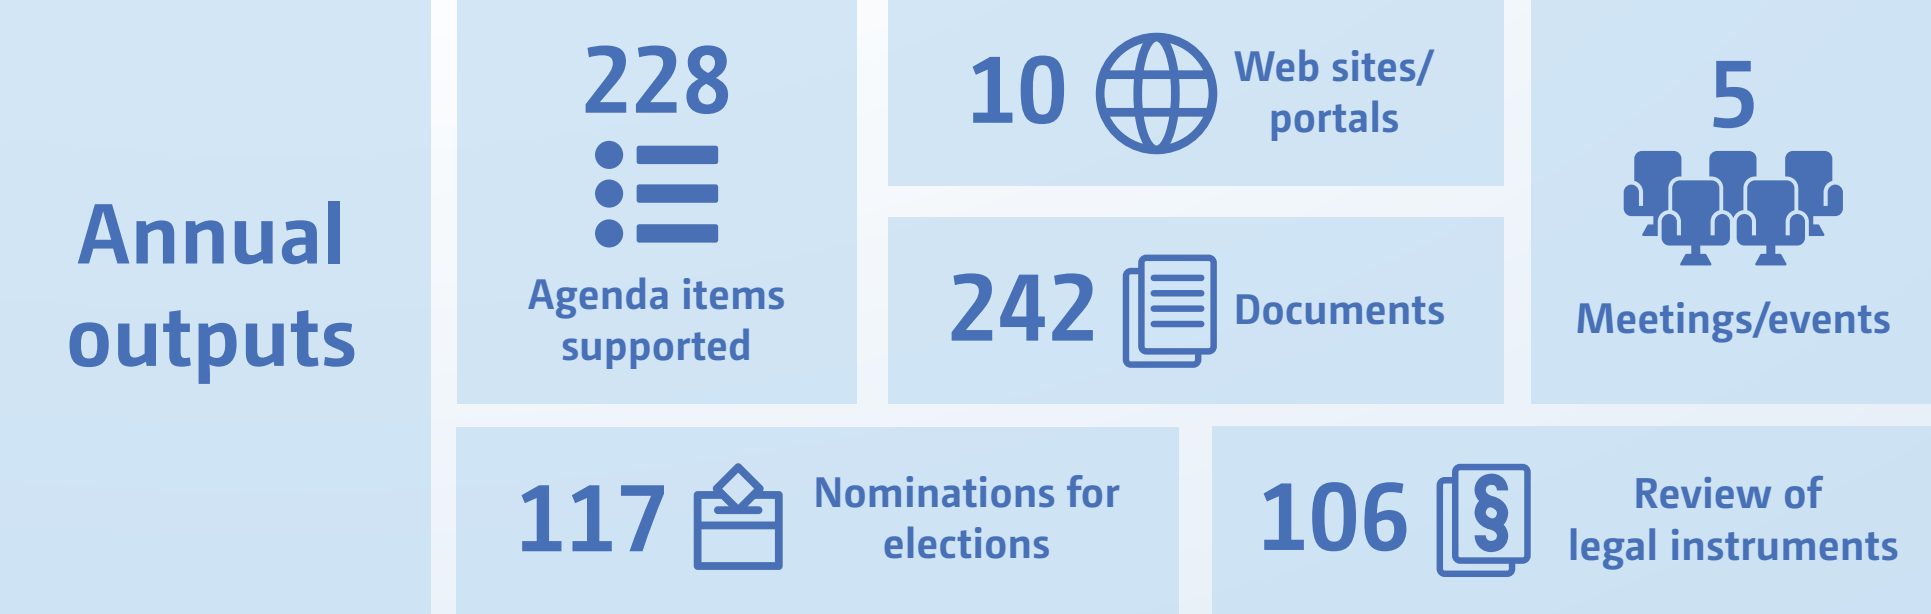 Annual
outputs
228
Agenda items
supported
10
Web sites/
portals
242
Documents
5
Meetings/events
117
Nominations for
elections
106
§
Review of
legal instruments